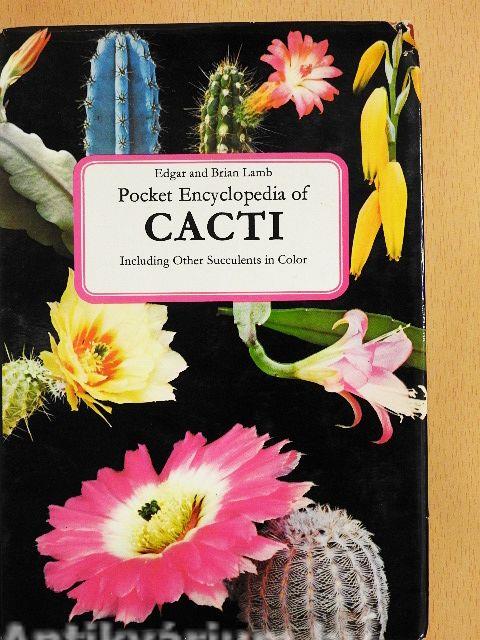 Edgar and Brian Lamb
Pocket Encyclopedia of
CACTI
Including Other Succulents in Color